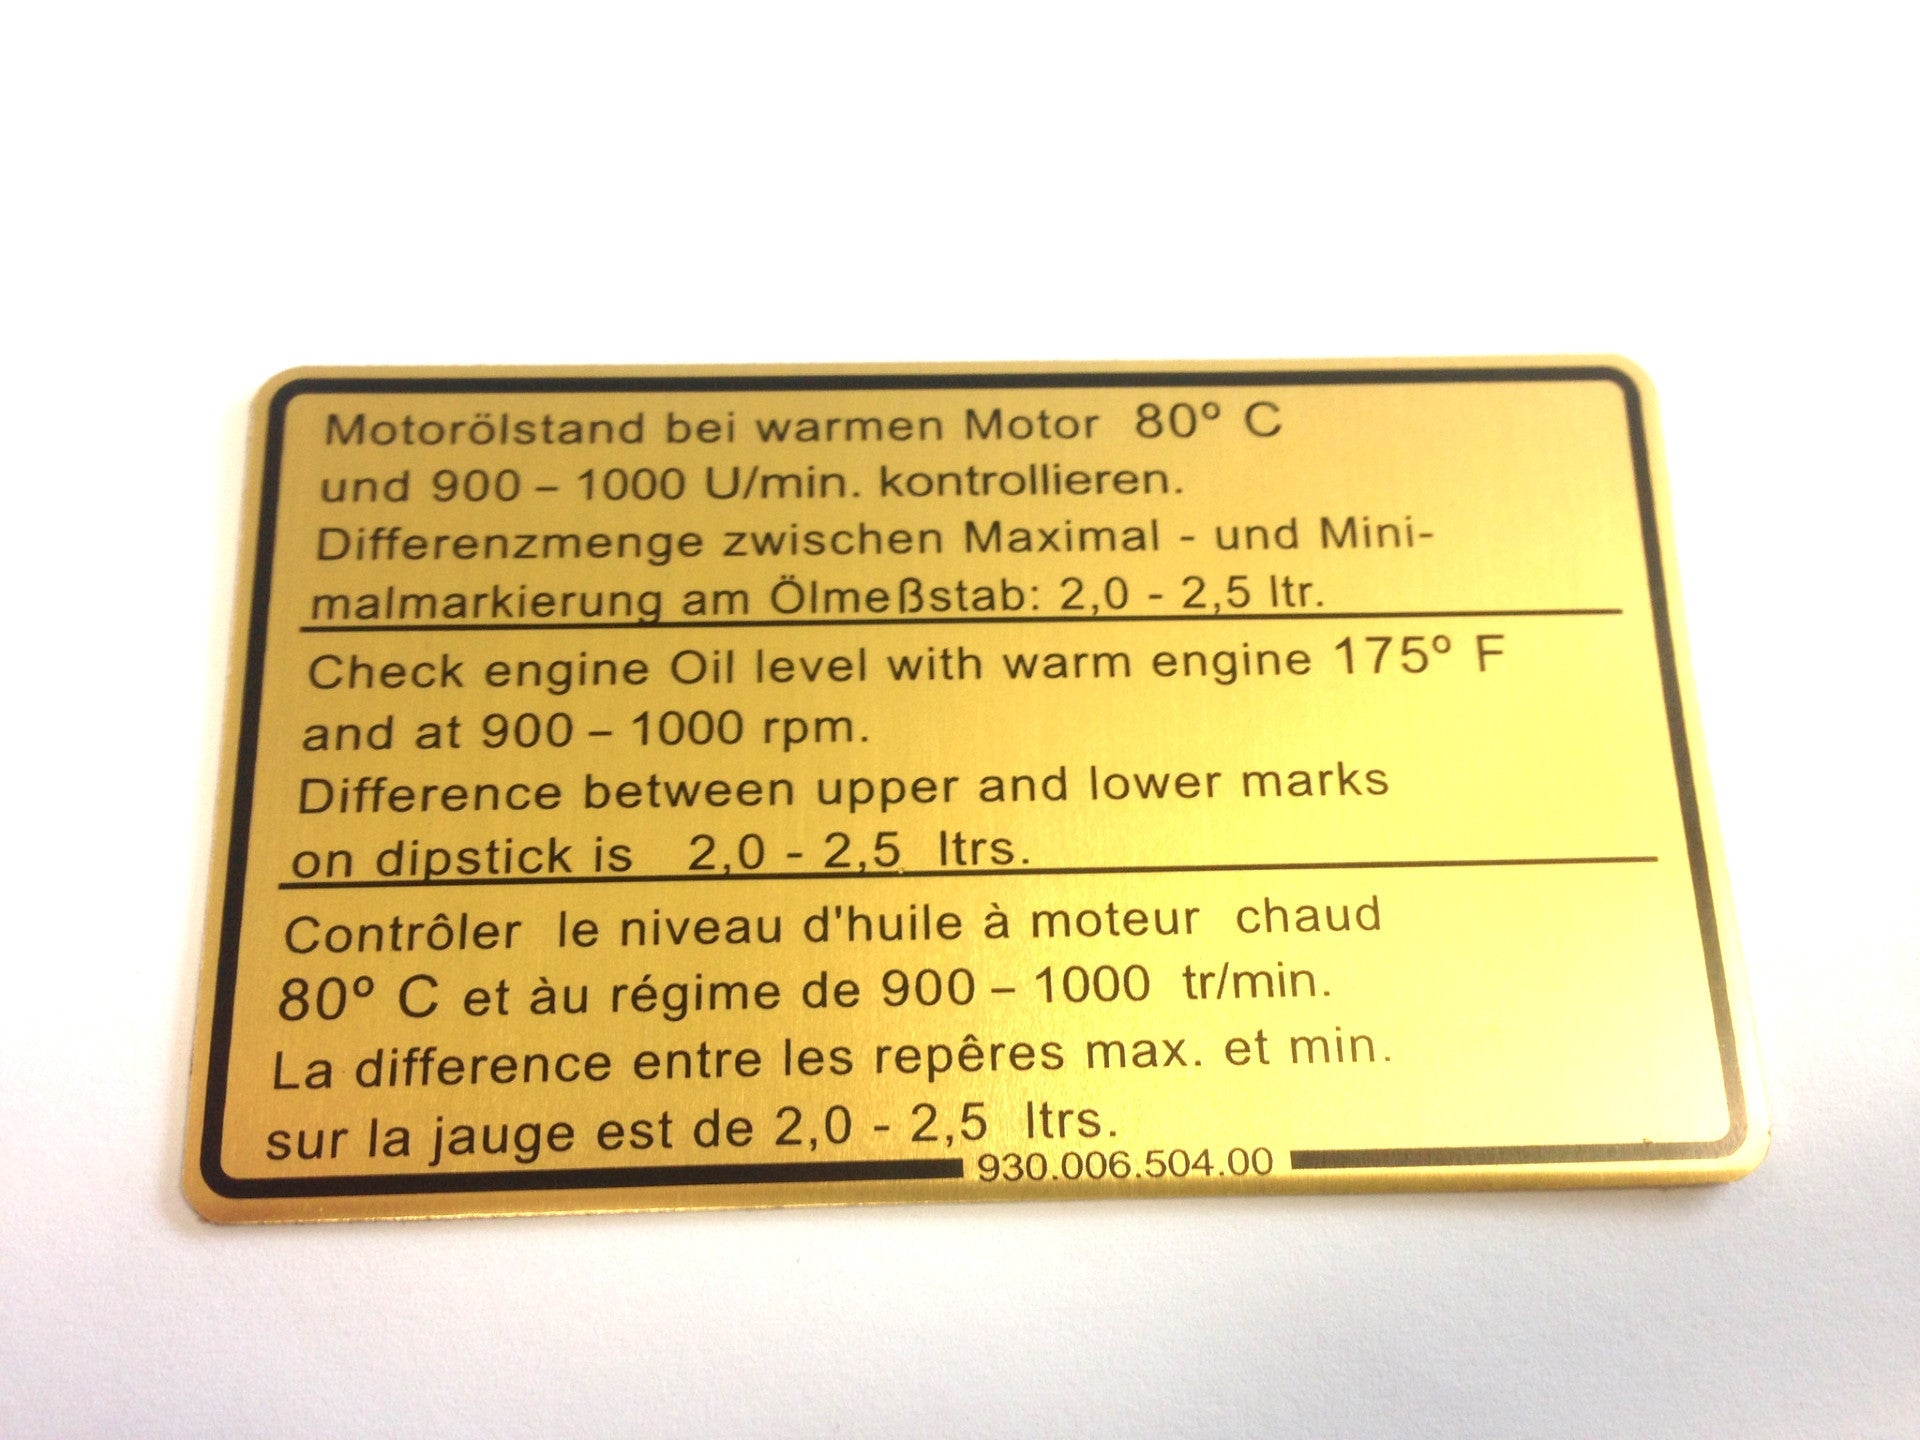 Motorölstand bei warmen Motor 80º C
und 900 – 1000 U/min. kontrollieren.
Differenzmenge zwischen Maximal - und Mini-
malmarkierung am Ölmeßstab: 2,0 - 2,5 ltr.
Check engine Oil level with warm engine 175º F
and at 900 – 1000 rpm.
Difference between upper and lower marks
on dipstick is 2,0 - 2,5 ltrs.
Contrôler le niveau d'huile à moteur chaud
80º C et àu régime de 900 – 1000 tr/min.
La difference entre les repêres max. et min.
sur la jauge est de 2,0 - 2,5 ltrs.
930.006.504.00